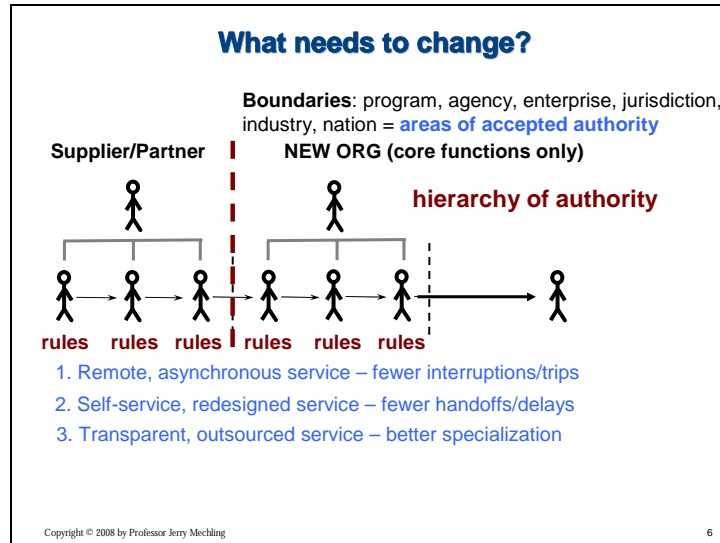 What needs to change?
Boundaries: program, agency, enterprise, jurisdiction,
industry, nation = areas of accepted authority
Supplier/Partner
NEW ORG (core functions only)
hierarchy of authority
rules rules rules rules rules rules
1. Remote, asynchronous service – fewer interruptions/trips
2. Self-service, redesigned service – fewer handoffs/delays
3. Transparent, outsourced service – better specialization
Copyright © 2008 by Professor Jerry Mechling
6